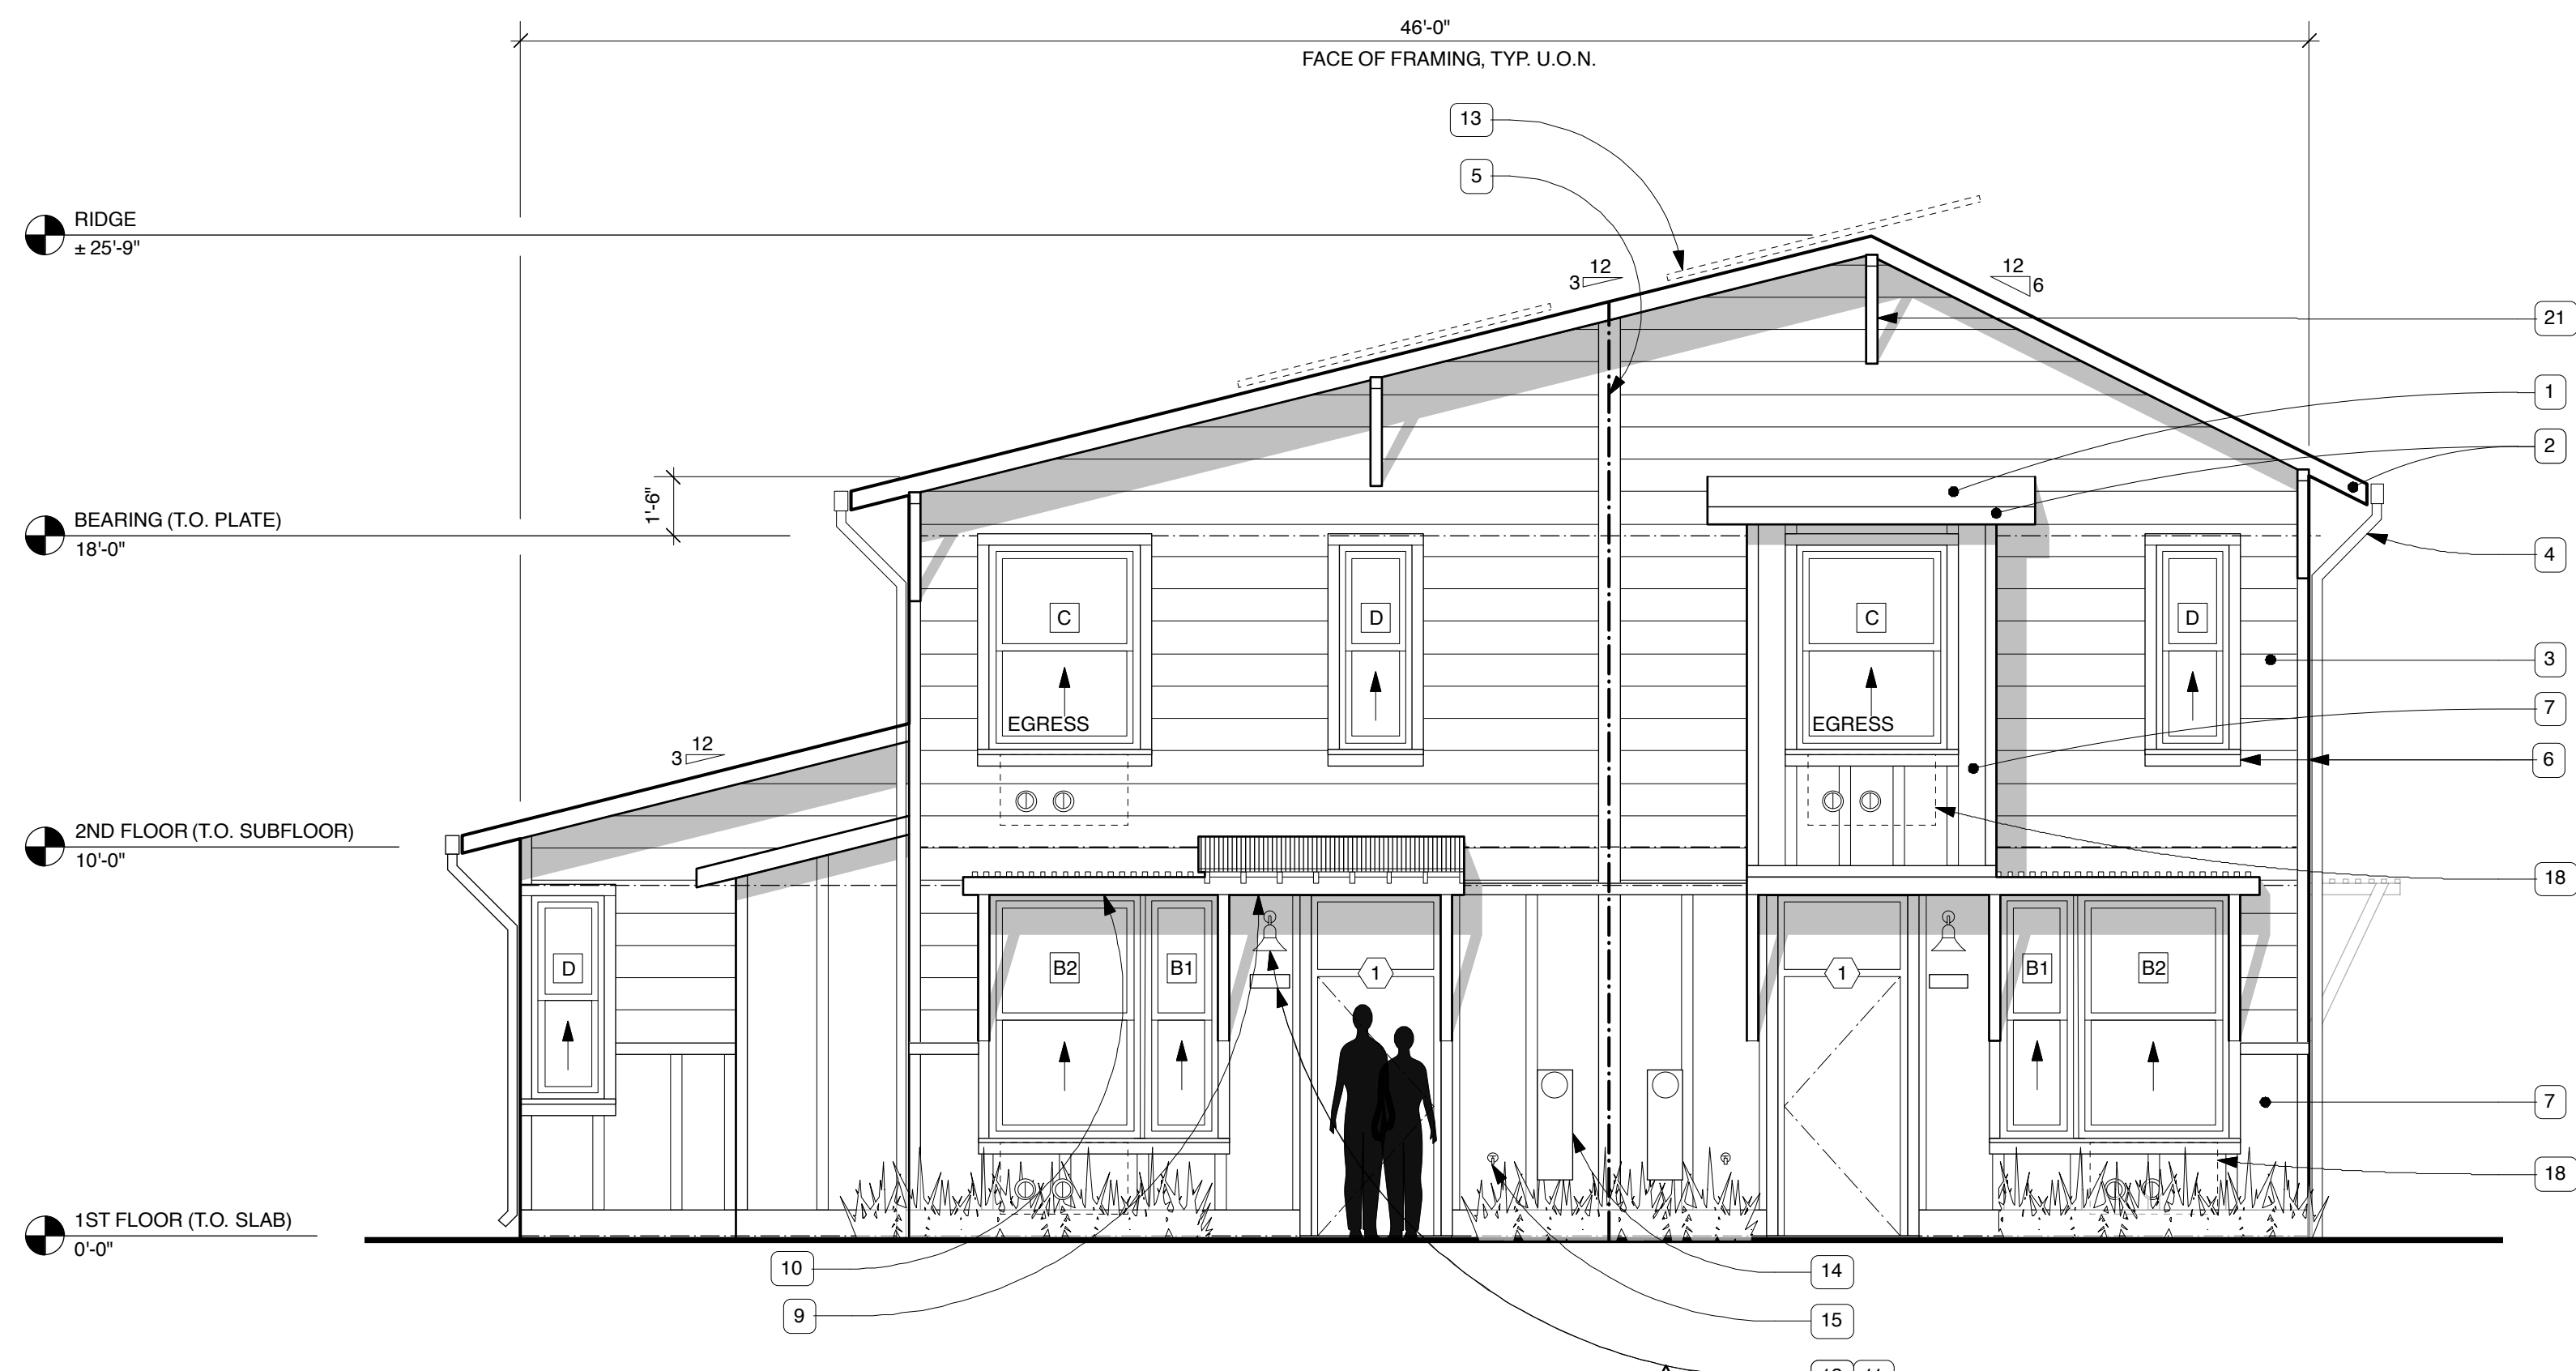 46'-0"
FACE OF FRAMING, TYP. U.O.N.
13
5
RIDGE
± 25'-9"
12
3
12
6
21
1
2
1'-6"
BEARING (T.O. PLATE)
18'-0"
4
C
D
C
D
3
EGRESS
EGRESS
7
12
3
6
2ND FLOOR (T.O. SUBFLOOR)
10'-0"
18
D
B2
B1
1
1
B1
B2
7
18
1ST FLOOR (T.O. SLAB)
0'-0"
10
14
9
15